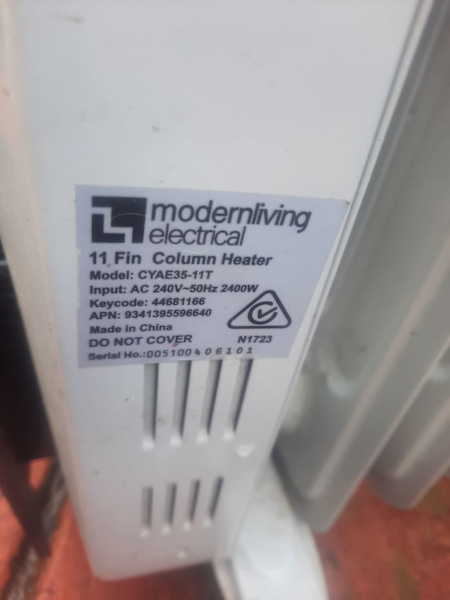 modernliving
electrical
11 Fin Column Heater
Model: CYAE35-11T
Input: AC 240V~50Hz 2400W
Keycode: 44681166
APN: 9341395596640
Made in China
DO NOT COVER
N1723
Serial No.:005100406101